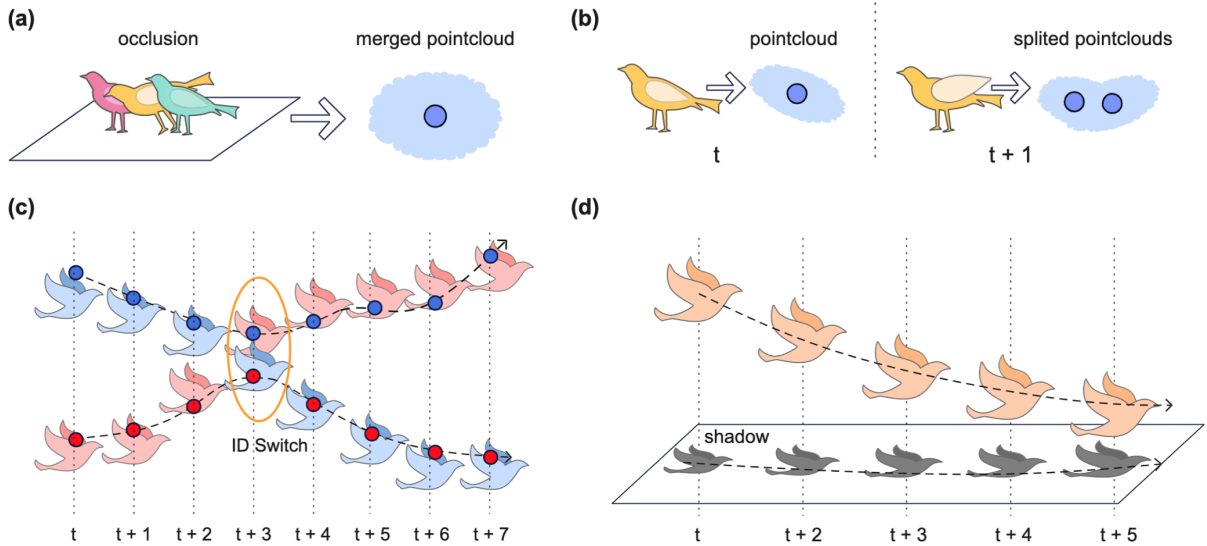 (a)
occlusion
merged pointcloud
(b)
pointcloud
splited pointclouds
t
t + 1
(c)
ID Switch
t
t + 1
t + 2
t + 3
t + 4
t + 5
t + 6
t + 7
(d)
shadow
t
t + 2
t + 3
t + 4
t + 5